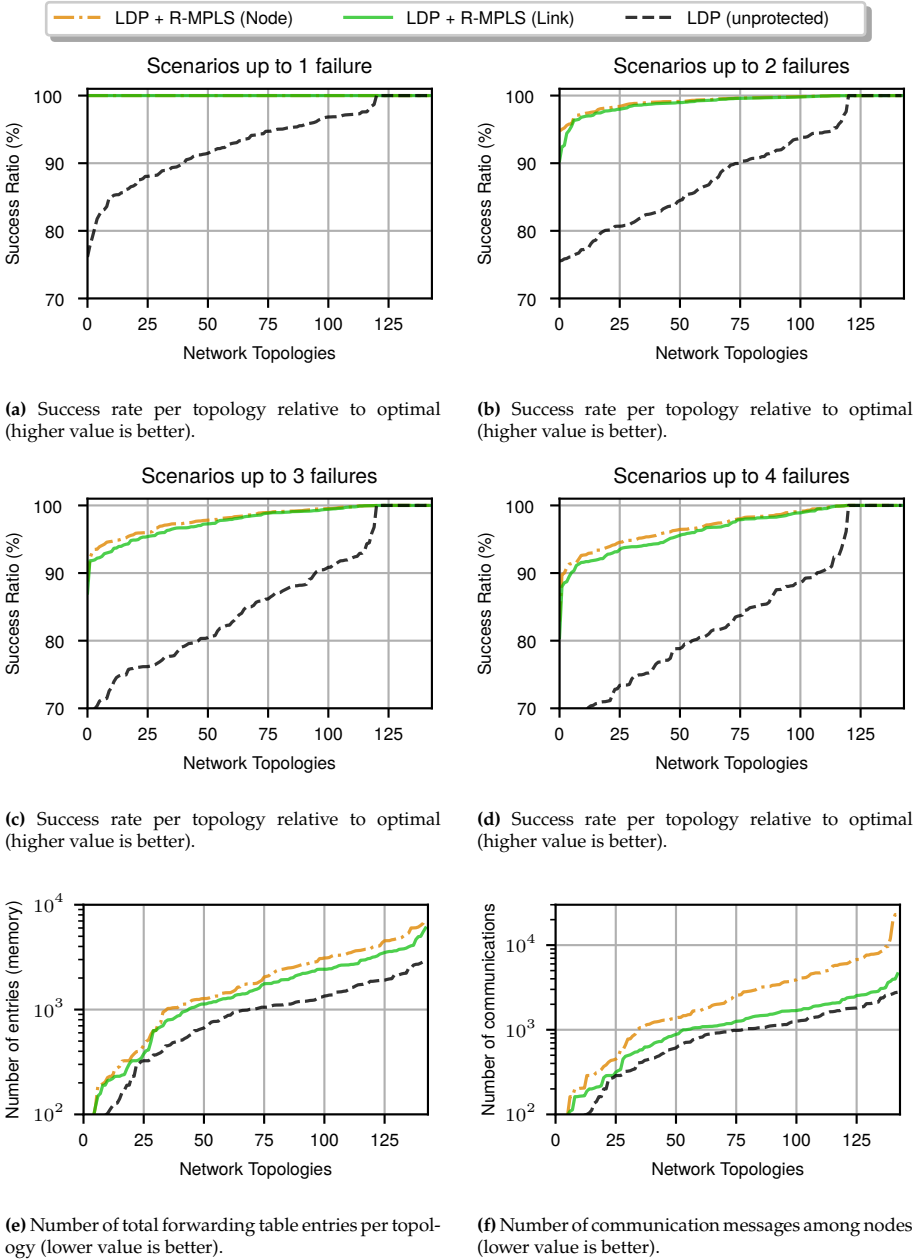 LDP + R-MPLS (Node) LDP + R-MPLS (Link) LDP (unprotected)
Scenarios up to 1 failure
Success Ratio (%)
100
90
80
70
0 25 50 75 100 125
Network Topologies
(a) Success rate per topology relative to optimal
(higher value is better).
Scenarios up to 2 failures
Success Ratio (%)
100
90
80
70
0 25 50 75 100 125
Network Topologies
(b) Success rate per topology relative to optimal
(higher value is better).
Scenarios up to 3 failures
Success Ratio (%)
100
90
80
70
0 25 50 75 100 125
Network Topologies
(c) Success rate per topology relative to optimal
(higher value is better).
Scenarios up to 4 failures
Success Ratio (%)
100
90
80
70
0 25 50 75 100 125
Network Topologies
(d) Success rate per topology relative to optimal
(higher value is better).
Number of entries (memory)
10⁴
10³
10²
0 25 50 75 100 125
Network Topologies
(e) Number of total forwarding table entries per topol-
ogy (lower value is better).
Number of communications
10⁴
10³
10²
0 25 50 75 100 125
Network Topologies
(f) Number of communication messages among nodes
(lower value is better).